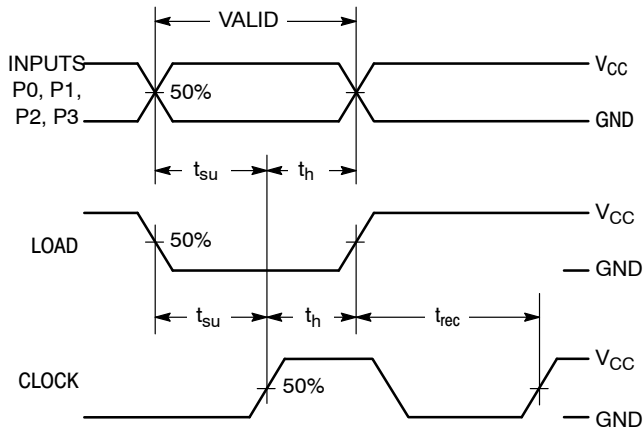 VALID
INPUTS
P0, P1,
P2, P3
50%
VCC
GND
tsu
th
LOAD
50%
VCC
GND
tsu
th
trec
CLOCK
50%
VCC
GND